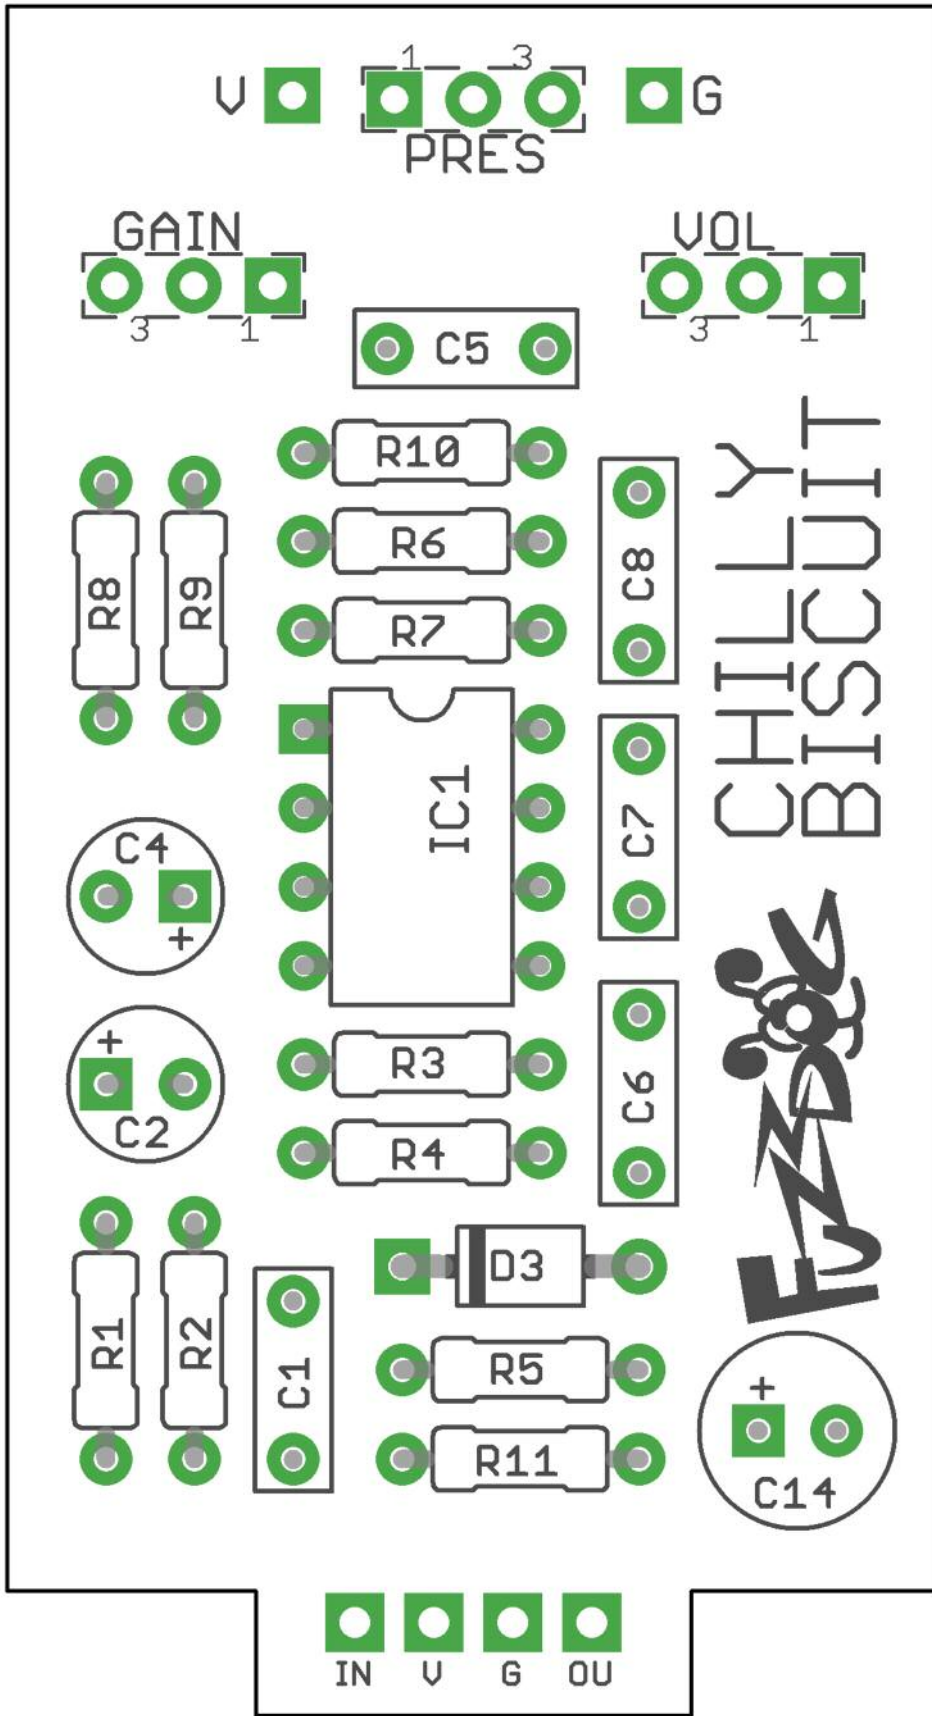 1 3
V G
PRES
GAIN VOL
3 1 3 1
C5
R10
R6
R7
R8
R9
C8
CHILLY
BISCUIT
IC1
C7
C4
+
+
C2
R3
R4
C6
FuzzDog
D3
R1
R2
C1
R5
R11
+
C14
IN V G OU